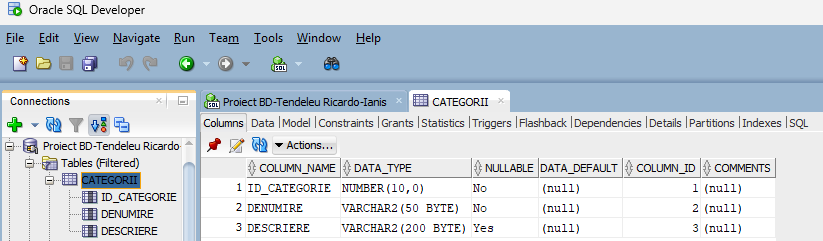 Oracle SQL Developer
File Edit View Navigate Run Team Tools Window Help
SQL
Connections
Proiect BD-Tendeleu Ricardo-Ianis
CATEGORII
Columns Data Model Constraints Grants Statistics Triggers Flashback Dependencies Details Partitions Indexes SQL
Actions...
Proiect BD-Tendeleu Ricardo-
Tables (Filtered)
CATEGORII
ID_CATEGORIE
DENUMIRE
DESCRIERE
COLUMN_NAME DATA_TYPE NULLABLE DATA_DEFAULT COLUMN_ID COMMENTS
1 ID_CATEGORIE NUMBER(10,0) No (null) 1 (null)
2 DENUMIRE VARCHAR2(50 BYTE) No (null) 2 (null)
3 DESCRIERE VARCHAR2(200 BYTE) Yes (null) 3 (null)